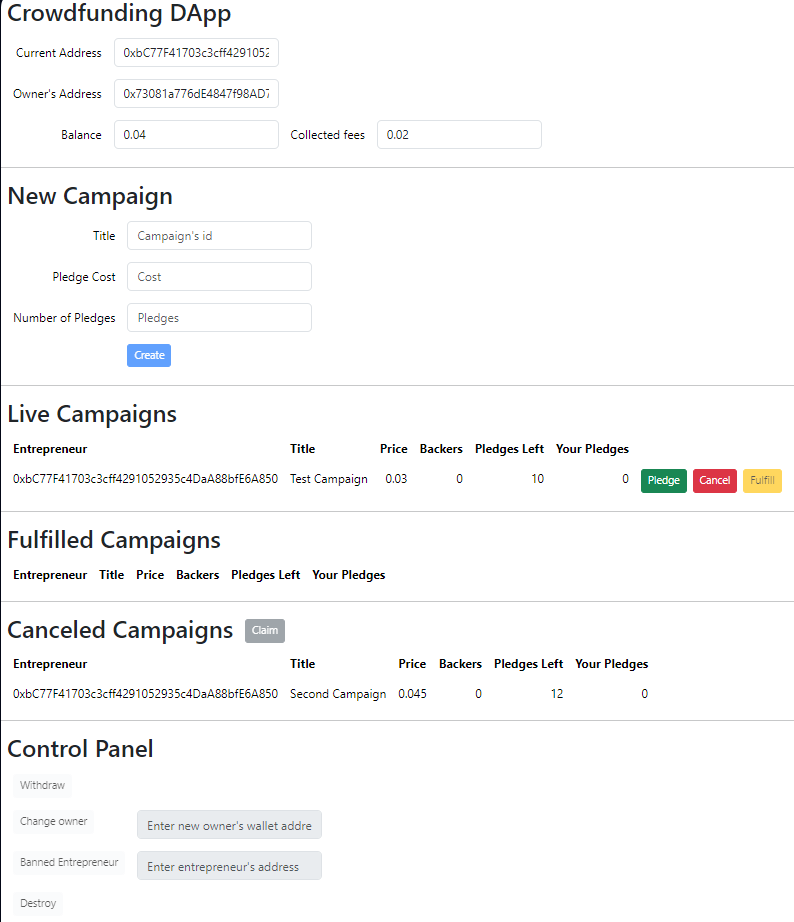 Crowdfunding DApp
Current Address 0xbC77F41703c3cff4291052
Owner's Address 0x73081a776dE4847f98AD7
Balance 0.04 Collected fees 0.02
New Campaign
Title Campaign's id
Pledge Cost Cost
Number of Pledges Pledges
Create
Live Campaigns
Entrepreneur Title Price Backers Pledges Left Your Pledges
0xbC77F41703c3cff4291052935c4DaA88bfE6A850 Test Campaign 0.03 0 10 0 Pledge Cancel Fulfill
Fulfilled Campaigns
Entrepreneur Title Price Backers Pledges Left Your Pledges
Canceled Campaigns Claim
Entrepreneur Title Price Backers Pledges Left Your Pledges
0xbC77F41703c3cff4291052935c4DaA88bfE6A850 Second Campaign 0.045 0 12 0
Control Panel
Withdraw
Change owner Enter new owner's wallet addre
Banned Entrepreneur Enter entrepreneur's address
Destroy